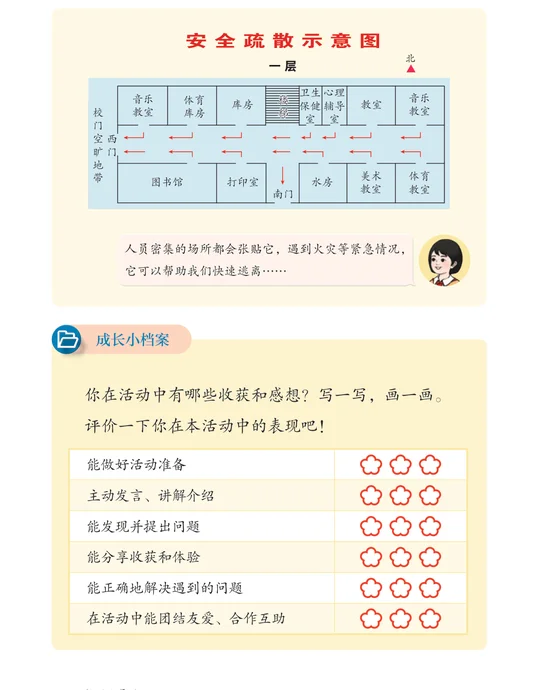 安全疏散示意图
一层
北
音乐
教室
体育
库房
库房
楼梯
卫生
保健
室
心理
辅导
室
教室
音乐
教室
校门空旷地带
西门
图书馆
打印室
南门
水房
美术
教室
体育
教室
人员密集的场所都会张贴它，遇到火灾等紧急情况，
它可以帮助我们快速逃离……
成长小档案
你在活动中有哪些收获和感想？写一写，画一画。
评价一下你在本活动中的表现吧！
能做好活动准备
主动发言、讲解介绍
能发现并提出问题
能分享收获和体验
能正确地解决遇到的问题
在活动中能团结友爱、合作互助